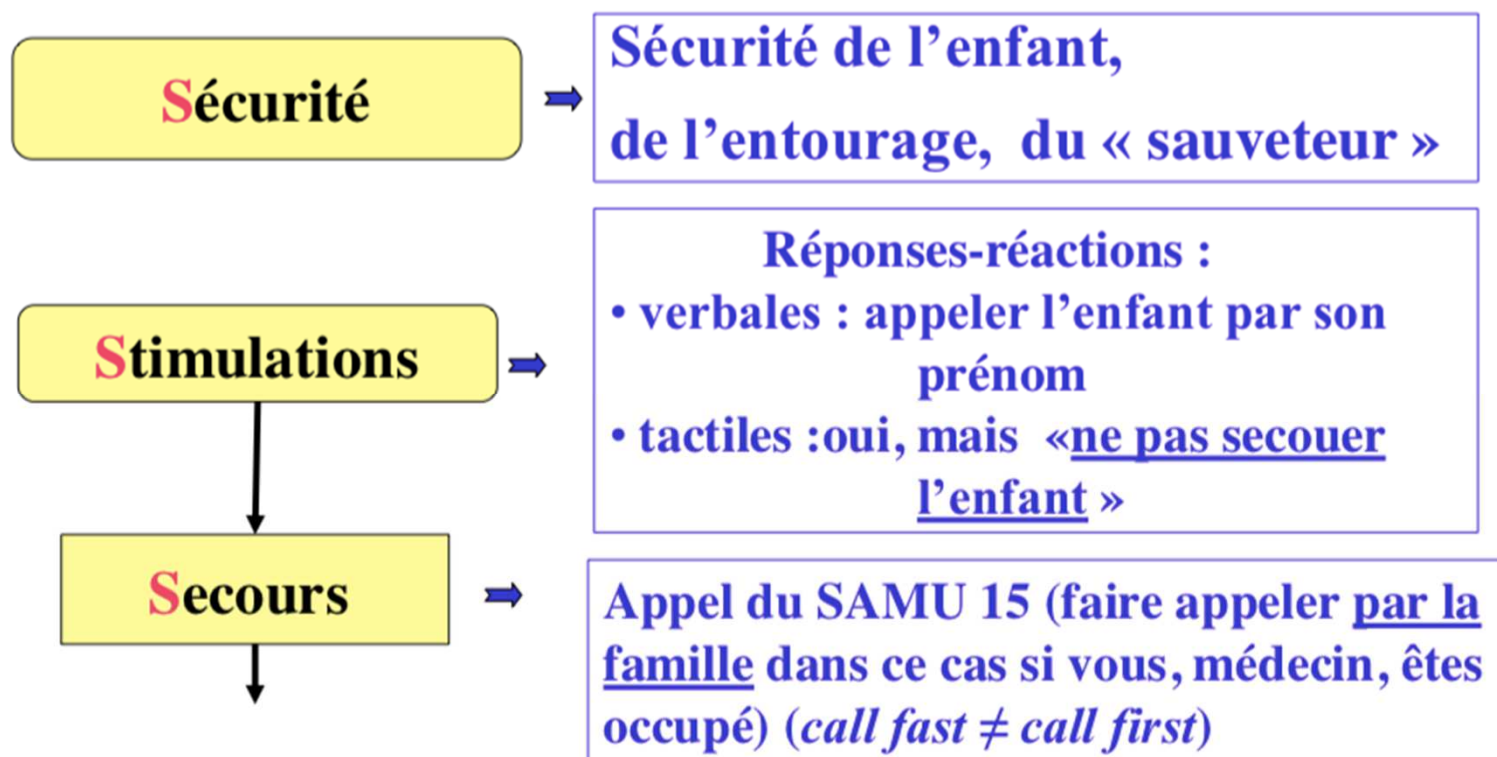 Sécurité
Sécurité de l’enfant,
de l’entourage, du « sauveteur »
Stimulations
Réponses-réactions :
• verbales : appeler l’enfant par son
prénom
• tactiles :oui, mais «ne pas secouer
l’enfant »
Secours
Appel du SAMU 15 (faire appeler par la
famille dans ce cas si vous, médecin, êtes
occupé) (call fast ≠ call first)